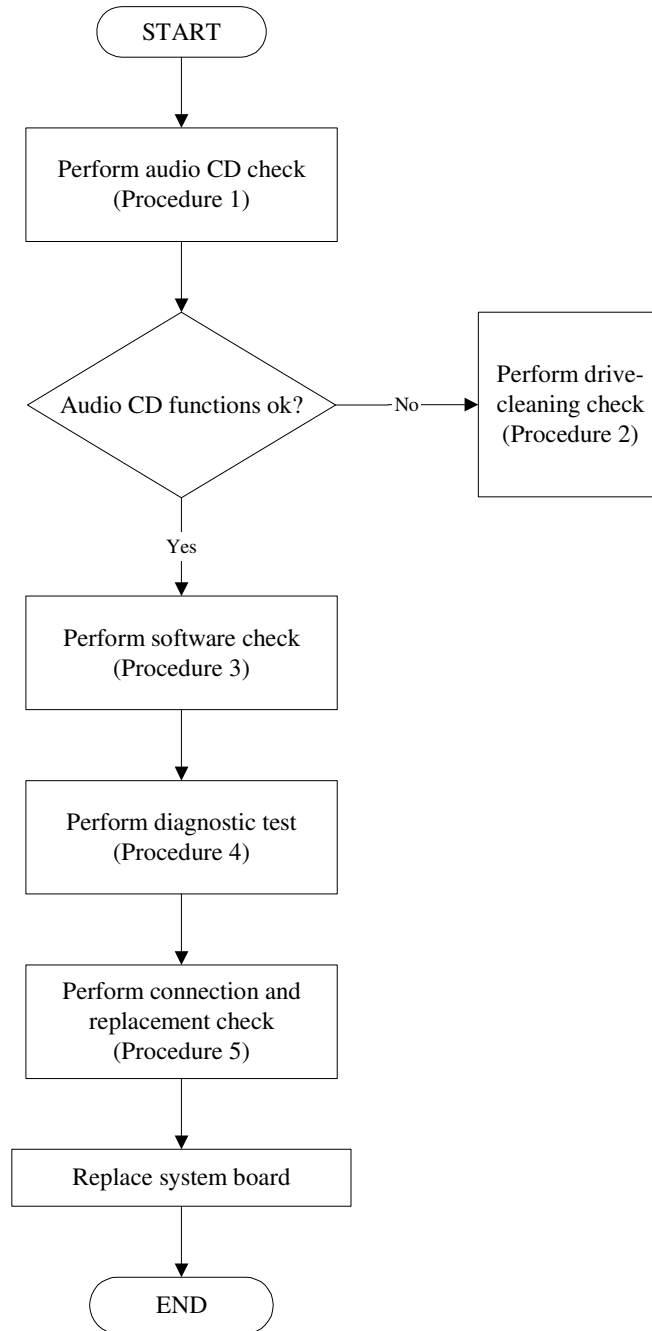 START
Perform audio CD check
(Procedure 1)
Audio CD functions ok?
No
Perform drive-
cleaning check
(Procedure 2)
Yes
Perform software check
(Procedure 3)
Perform diagnostic test
(Procedure 4)
Perform connection and
replacement check
(Procedure 5)
Replace system board
END